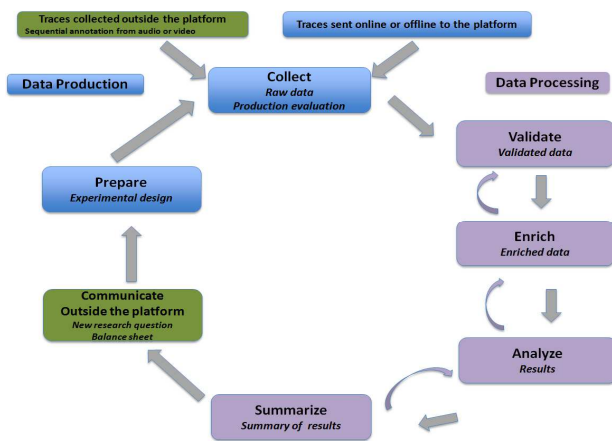 Traces collected outside the platform
Sequential annotation from audio or video
Traces sent online or offline to the platform
Data Production
Collect
Raw data
Production evaluation
Data Processing
Validate
Validated data
Prepare
Experimental design
Enrich
Enriched data
Communicate
Outside the platform
New research question
Balance sheet
Analyze
Results
Summarize
Summary of results